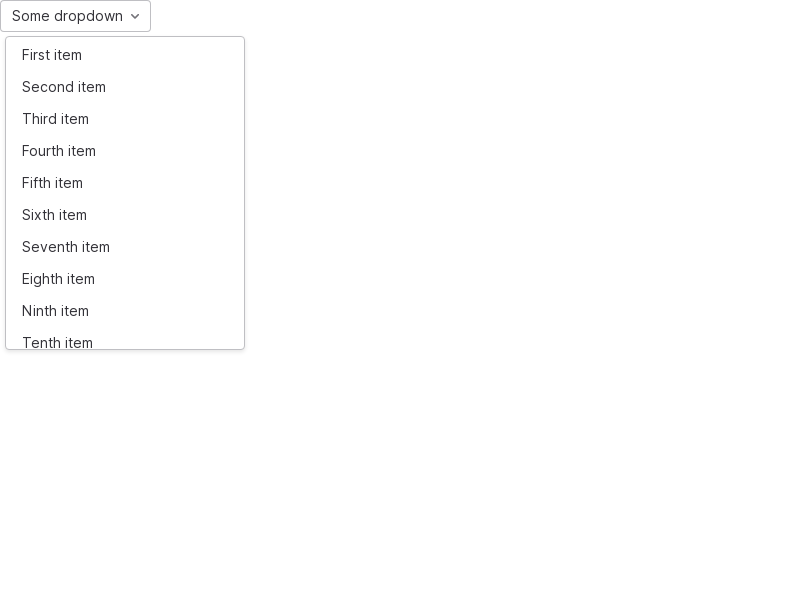 Some dropdown
First item
Second item
Third item
Fourth item
Fifth item
Sixth item
Seventh item
Eighth item
Ninth item
Tenth item